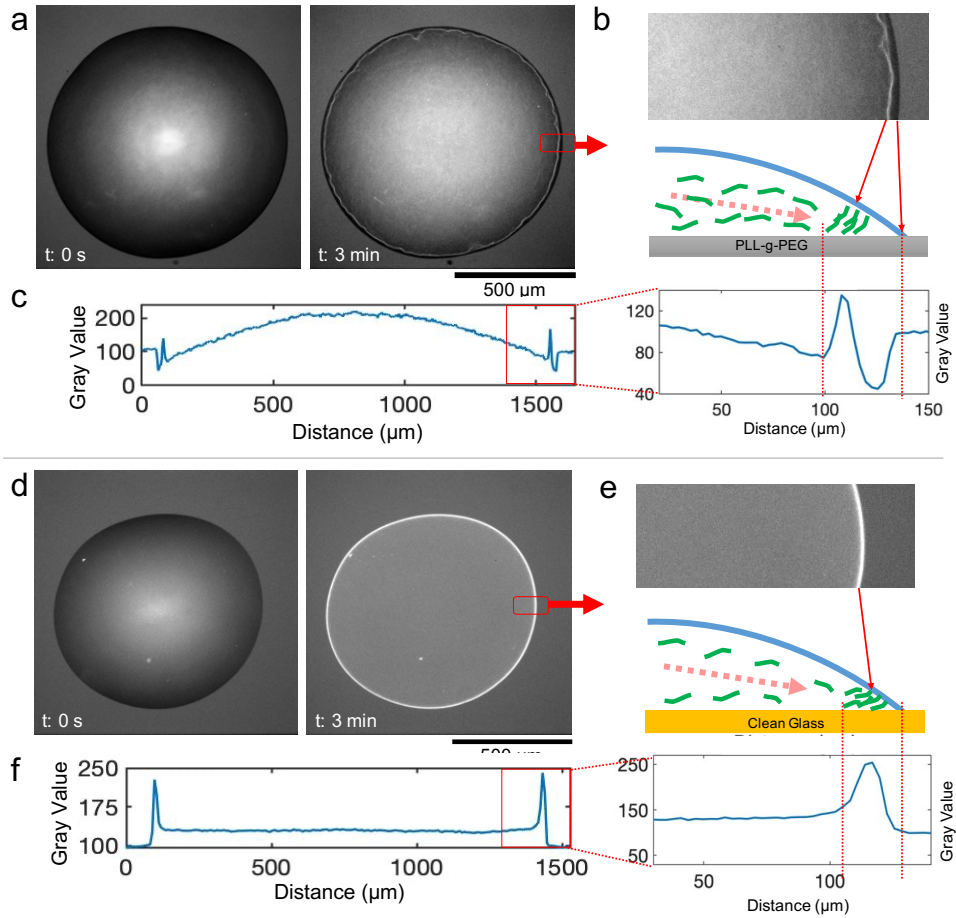 a
t: 0 s
t: 3 min
500 µm
b
PLL-g-PEG
c
Gray Value
200
100
0
0
500
1000
1500
Distance (µm)
120
80
40
50
100
150
Gray Value
Distance (µm)
d
t: 0 s
t: 3 min
e
Clean Glass
f
Gray Value
250
175
100
0
500
1000
1500
Distance (µm)
250
150
50
50
100
Gray Value
Distance (µm)